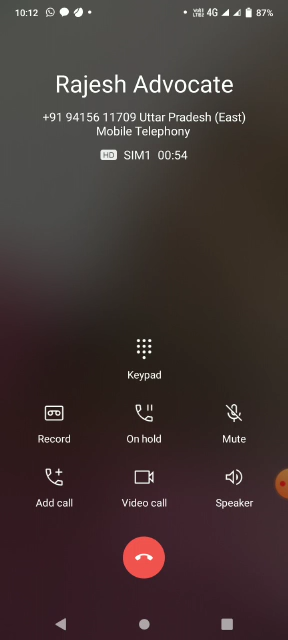 10:12
4G
87%
Rajesh Advocate
+91 94156 11709 Uttar Pradesh (East)
Mobile Telephony
HD SIM1 00:54
Keypad
Record On hold Mute
Add call Video call Speaker